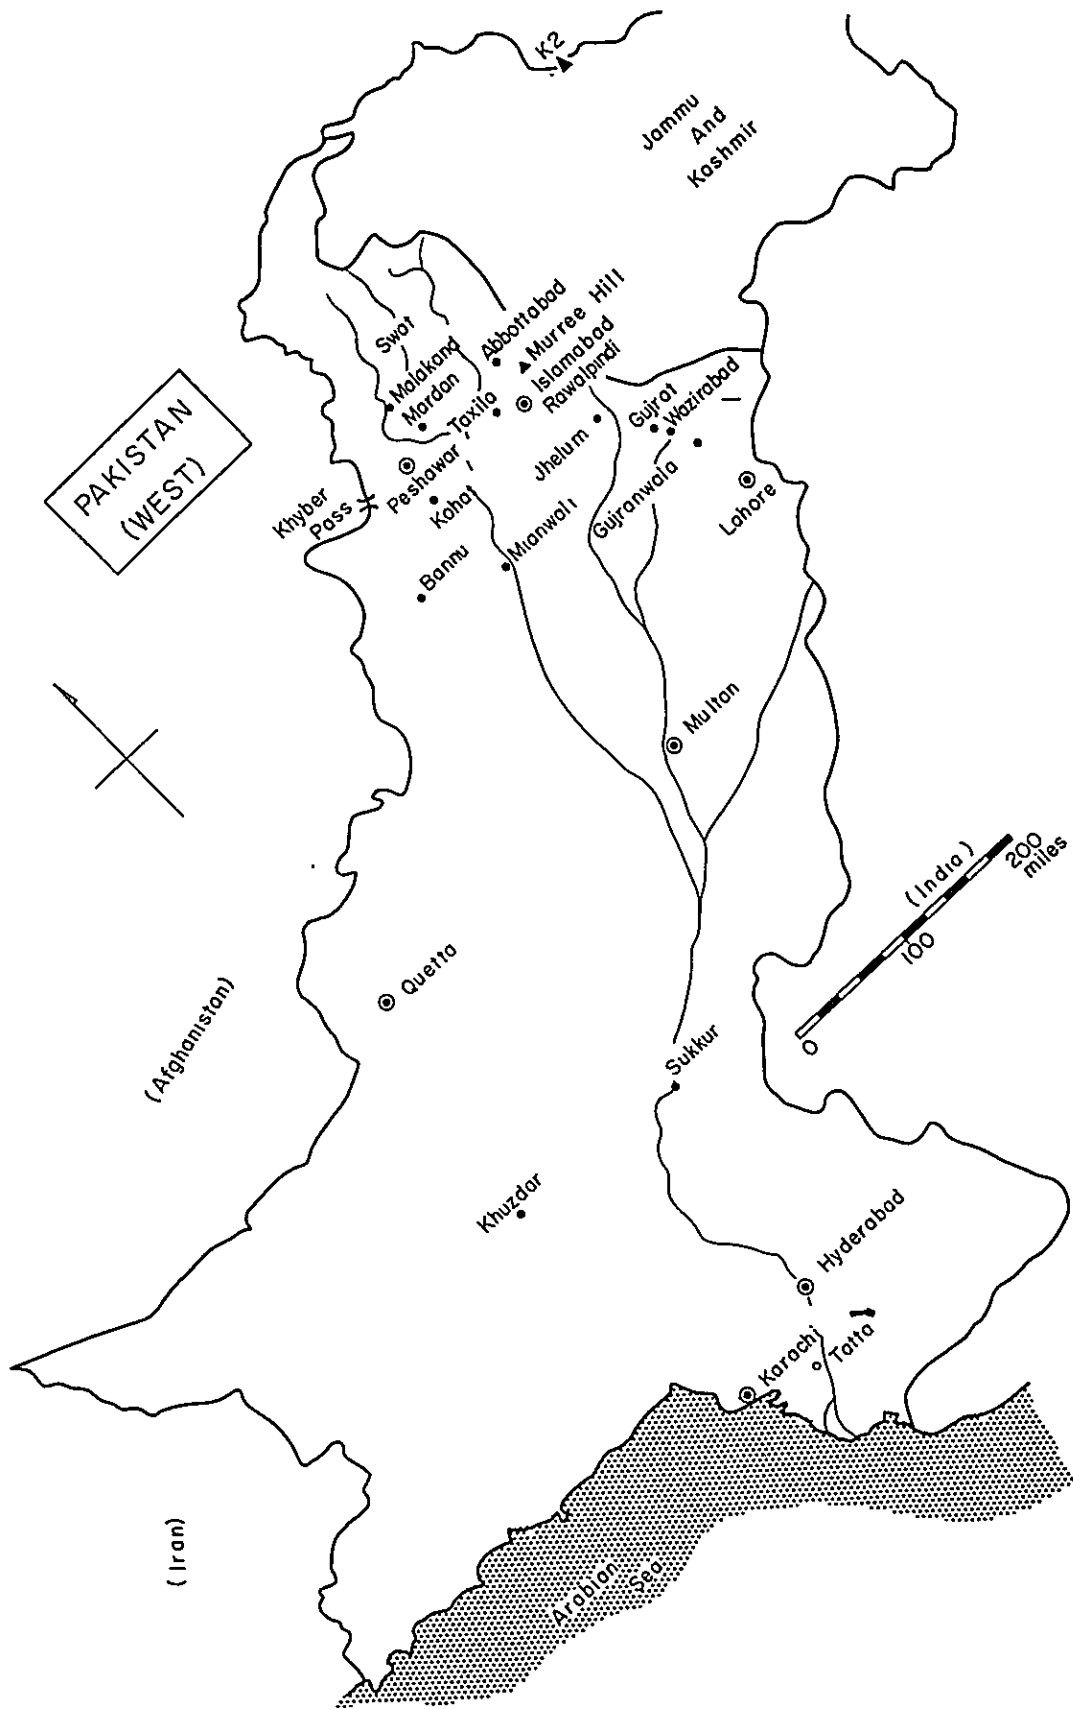 K2
Jammu
And
Kashmir
PAKISTAN
(WEST)
Swat
Malakand
Mardan
Abbottabad
Murree Hill
Islamabad
Rawalpindi
Taxila
Jhelum
Gujrat
Wazirabad
Gujranwala
Lahore
Khyber
Pass
Peshawar
Kohat
Bannu
Mianwali
Multan
(India)
0
100
200
miles
Quetta
(Afghanistan)
Sukkur
Khuzdar
Hyderabad
Karachi
Tatta
(Iran)
Arabian
Sea